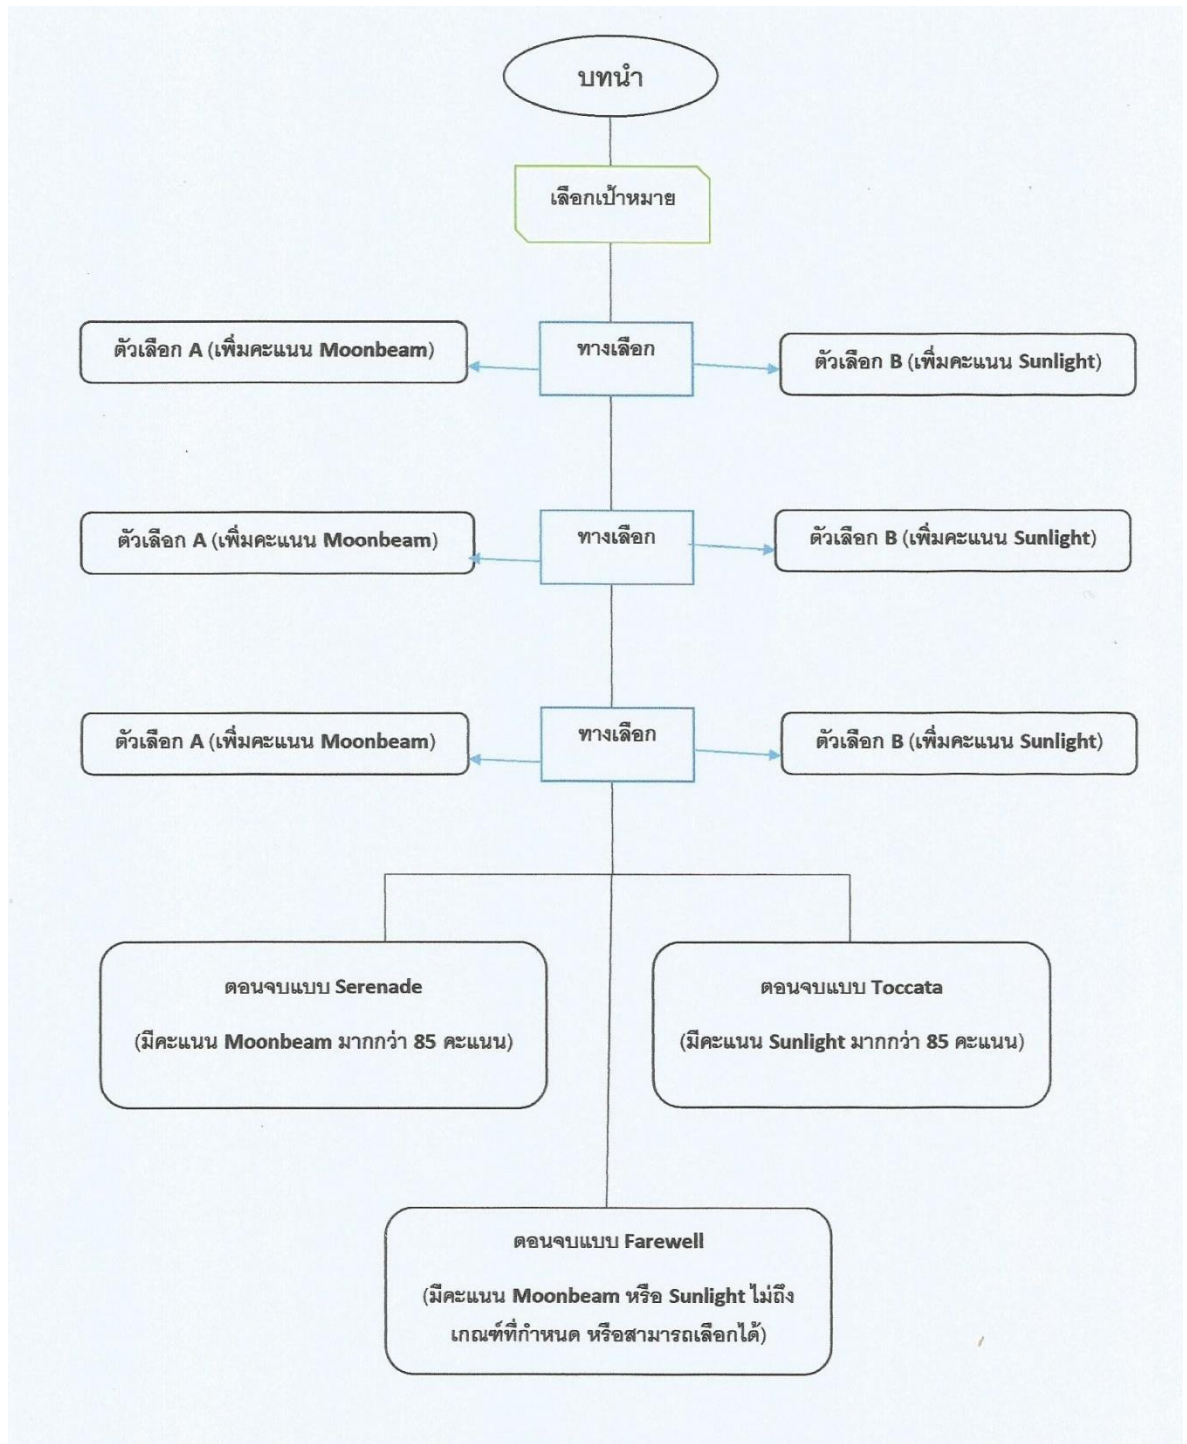 บทนำ
เลือกเป้าหมาย
ทางเลือก
ตัวเลือก A (เพิ่มคะแนน Moonbeam)
ตัวเลือก B (เพิ่มคะแนน Sunlight)
ทางเลือก
ตัวเลือก A (เพิ่มคะแนน Moonbeam)
ตัวเลือก B (เพิ่มคะแนน Sunlight)
ทางเลือก
ตัวเลือก A (เพิ่มคะแนน Moonbeam)
ตัวเลือก B (เพิ่มคะแนน Sunlight)
ตอนจบแบบ Serenade
(มีคะแนน Moonbeam มากกว่า 85 คะแนน)
ตอนจบแบบ Toccata
(มีคะแนน Sunlight มากกว่า 85 คะแนน)
ตอนจบแบบ Farewell
(มีคะแนน Moonbeam หรือ Sunlight ไม่ถึง
เกณฑ์ที่กำหนด หรือสามารถเลือกได้)